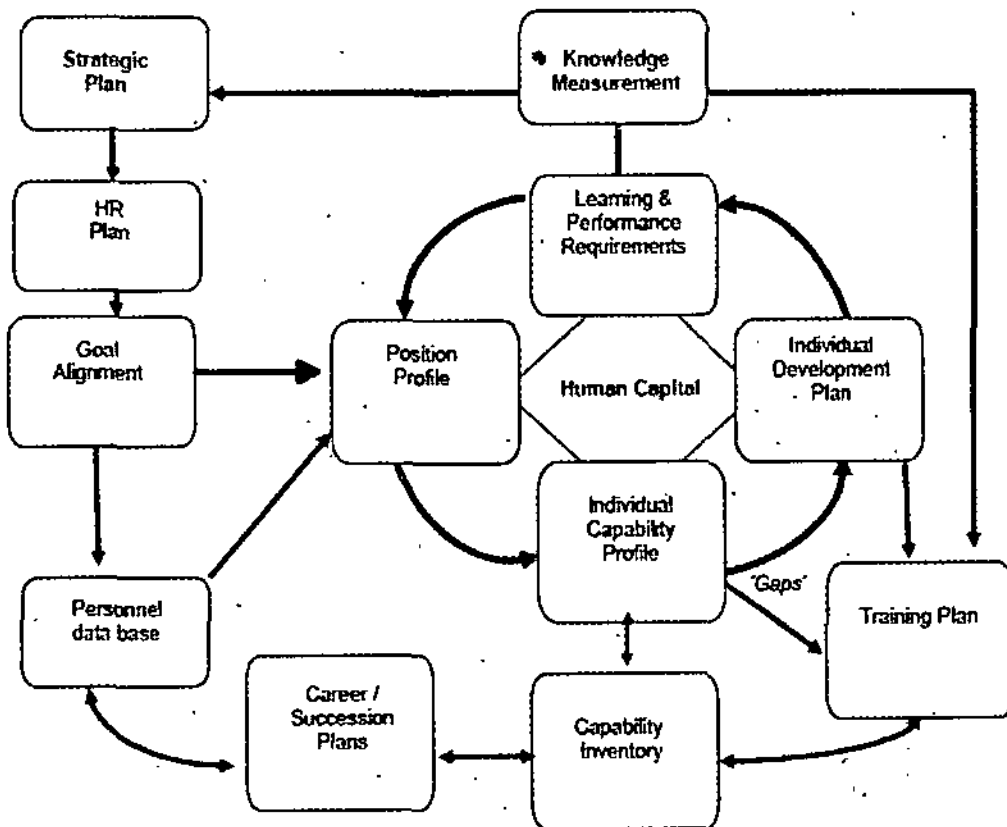 Strategic
Plan
Knowledge
Measurement
HR
Plan
Learning &
Performance
Requirements
Goal
Alignment
Position
Profile
Human Capital
Individual
Development
Plan
Individual
Capability
Profile
"Gaps"
Personnel
data base
Training Plan
Career /
Succession
Plans
Capability
Inventory